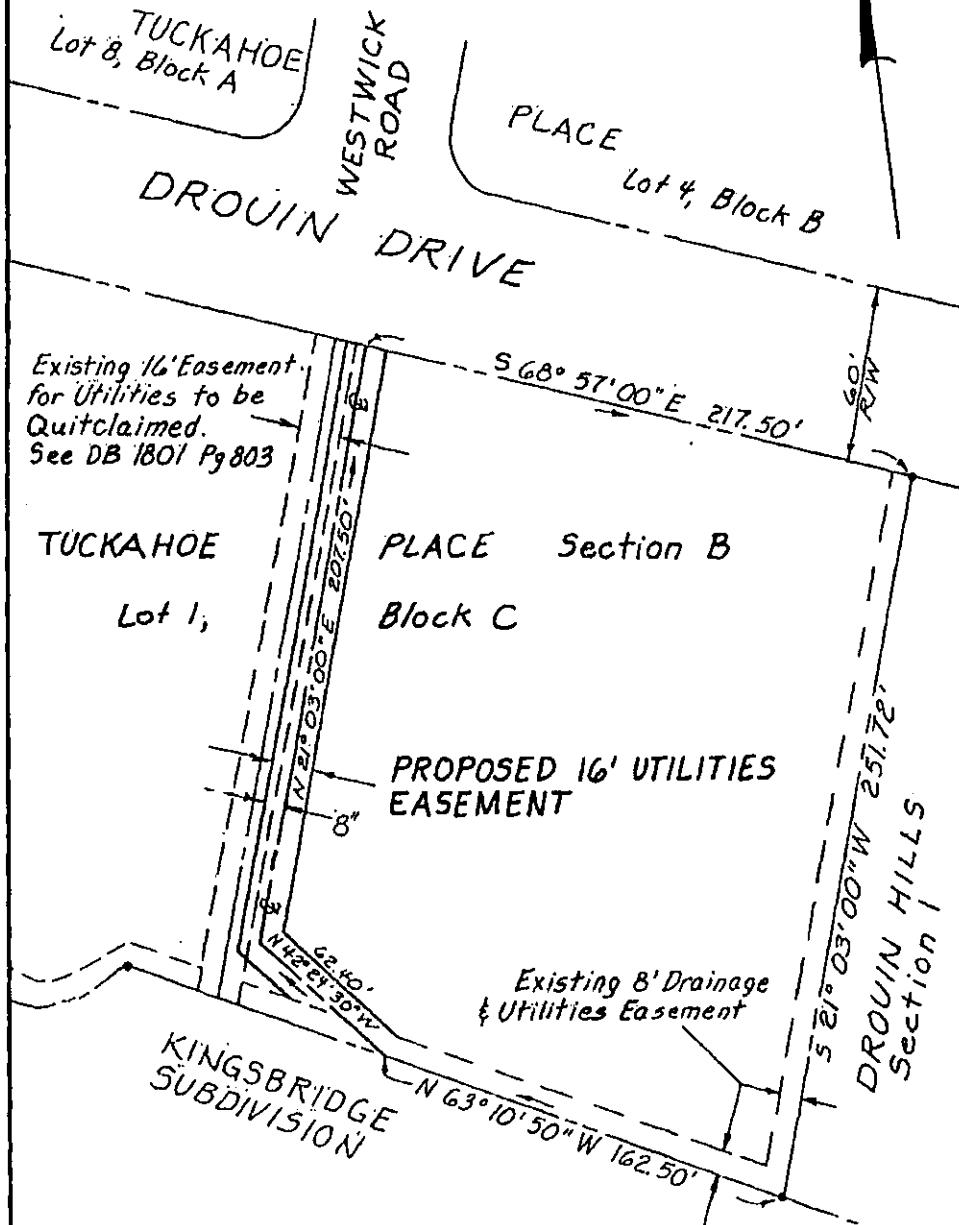 TUCKAHOE
Lot 8, Block A
WESTWICK
ROAD
PLACE
Lot 4, Block B
DROUIN DRIVE
Existing 16' Easement
for Utilities to be
Quitclaimed.
See DB 1801 Pg 803
S 68° 57' 00" E 217.50'
60'
R/W
TUCKAHOE PLACE Section B
Lot 1, Block C
N 21° 03' 00" E 207.50'
PROPOSED 16' UTILITIES
EASEMENT
8"
S 21° 03' 00" W 251.72'
DROUIN HILLS
Section 1
62.40'
N 42° 24' 30" W
Existing 8' Drainage
& Utilities Easement
KINGSBRIDGE
SUBDIVISION
N 63° 10' 50" W 162.50'